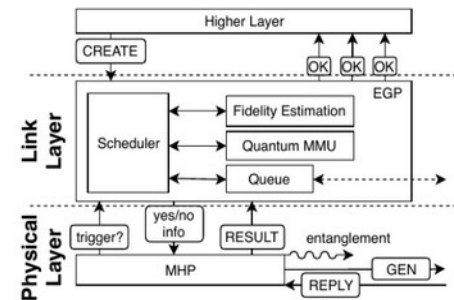 Higher Layer
CREATE
OK OK OK
EGP
Link
Layer
Scheduler
Fidelity Estimation
Quantum MMU
Queue
Physical
Layer
trigger?
yes/no
info
RESULT
entanglement
MHP
GEN
REPLY